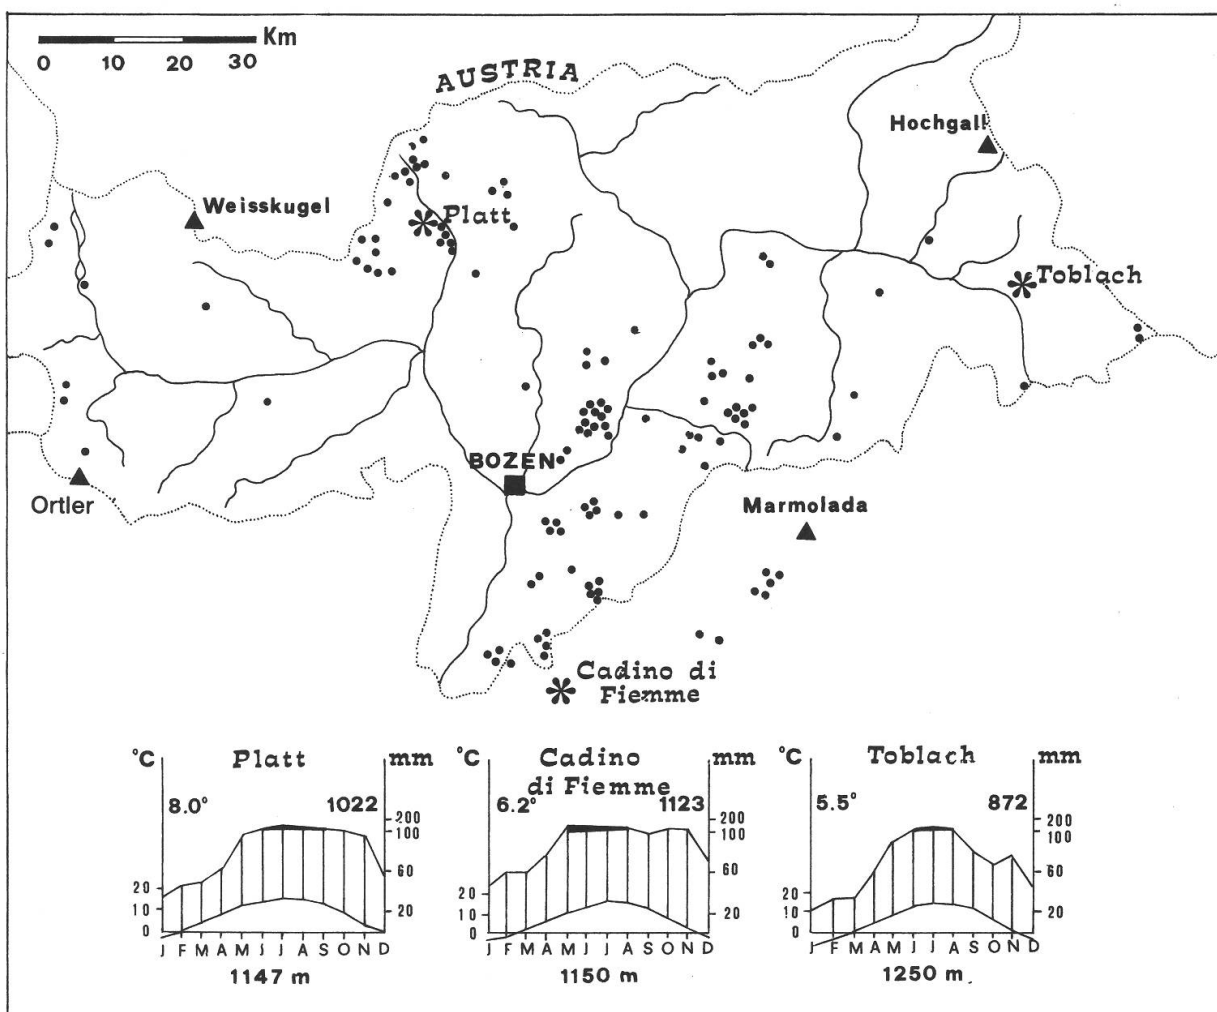 Km
0 10 20 30
AUSTRIA
Hochgall
Weisskugel
Platt
Toblach
BOZEN
Ortler
Marmolada
Cadino di
Fiemme
°C Platt mm
8.0° 1022
200
100
60
20
20
10
0
J F M A M J J A S O N D
1147 m
°C Cadino mm
di Fiemme
6.2° 1123
200
100
60
20
20
10
0
J F M A M J J A S O N D
1150 m
°C Toblach mm
5.5° 872
200
100
60
20
20
10
0
J F M A M J J A S O N D
1250 m